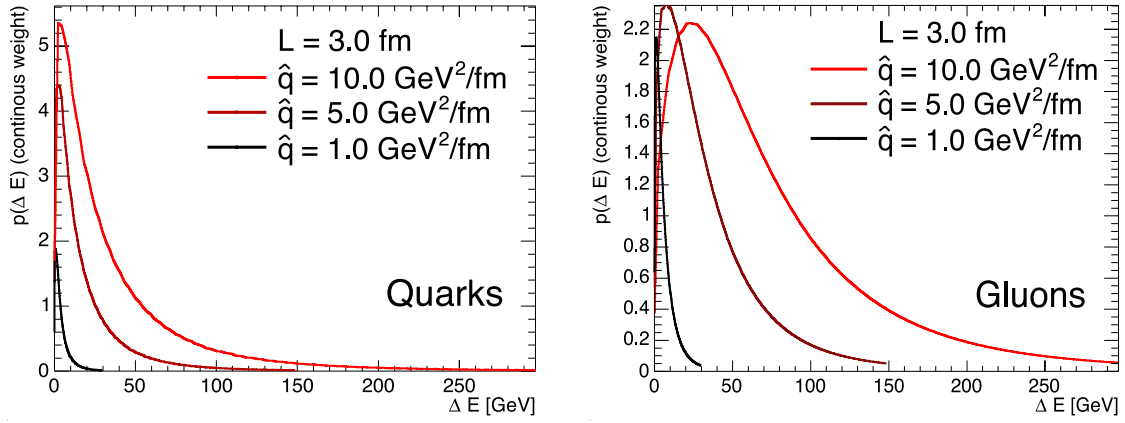 p(Δ E) (continous weight)
5
4
3
2
1
0
L = 3.0 fm
q̂ = 10.0 GeV²/fm
q̂ = 5.0 GeV²/fm
q̂ = 1.0 GeV²/fm
Quarks
0 50 100 150 200 250
Δ E [GeV]
p(Δ E) (continous weight)
2.2
2
1.8
1.6
1.4
1.2
1
0.8
0.6
0.4
0.2
0
L = 3.0 fm
q̂ = 10.0 GeV²/fm
q̂ = 5.0 GeV²/fm
q̂ = 1.0 GeV²/fm
Gluons
0 50 100 150 200 250
Δ E [GeV]